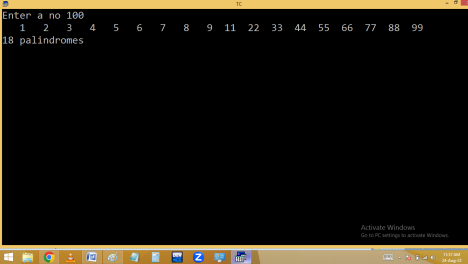 TC
Enter a no 100
1 2 3 4 5 6 7 8 9 11 22 33 44 55 66 77 88 99
18 palindromes
Activate Windows
Go to PC settings to activate Windows.